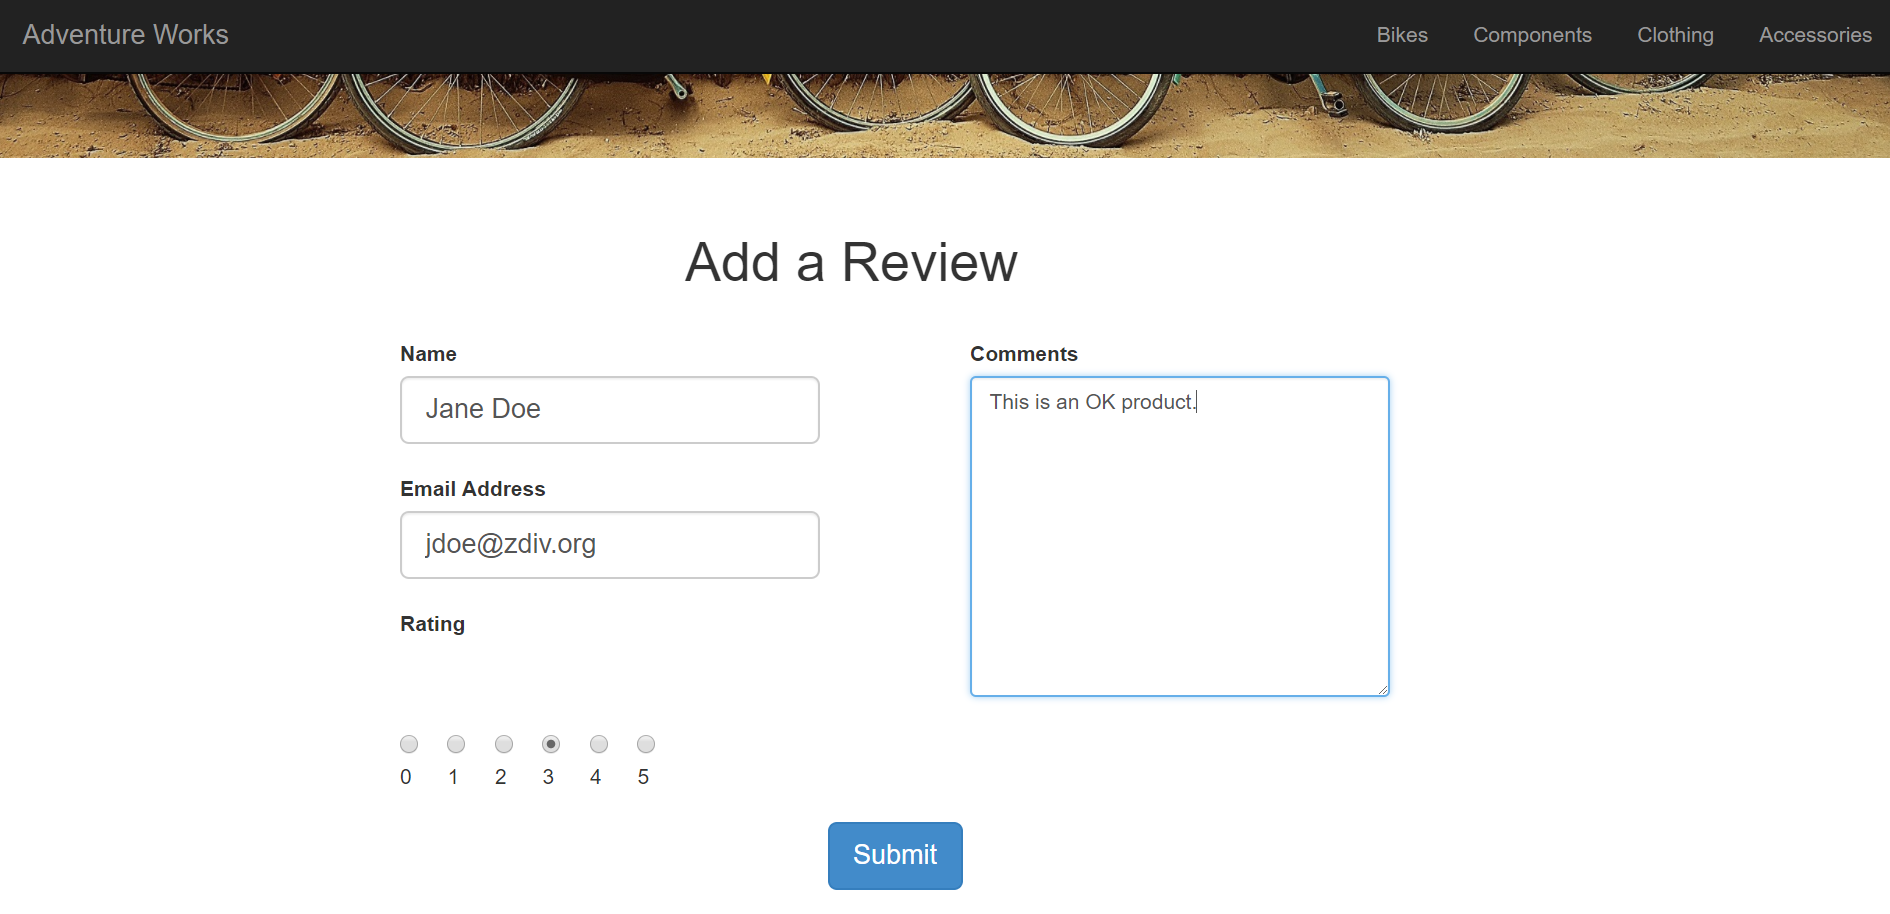 Adventure Works
Bikes Components Clothing Accessories
Add a Review
Name
Jane Doe
Email Address
jdoe@zdiv.org
Rating
0 1 2 3 4 5
Comments
This is an OK product.
Submit